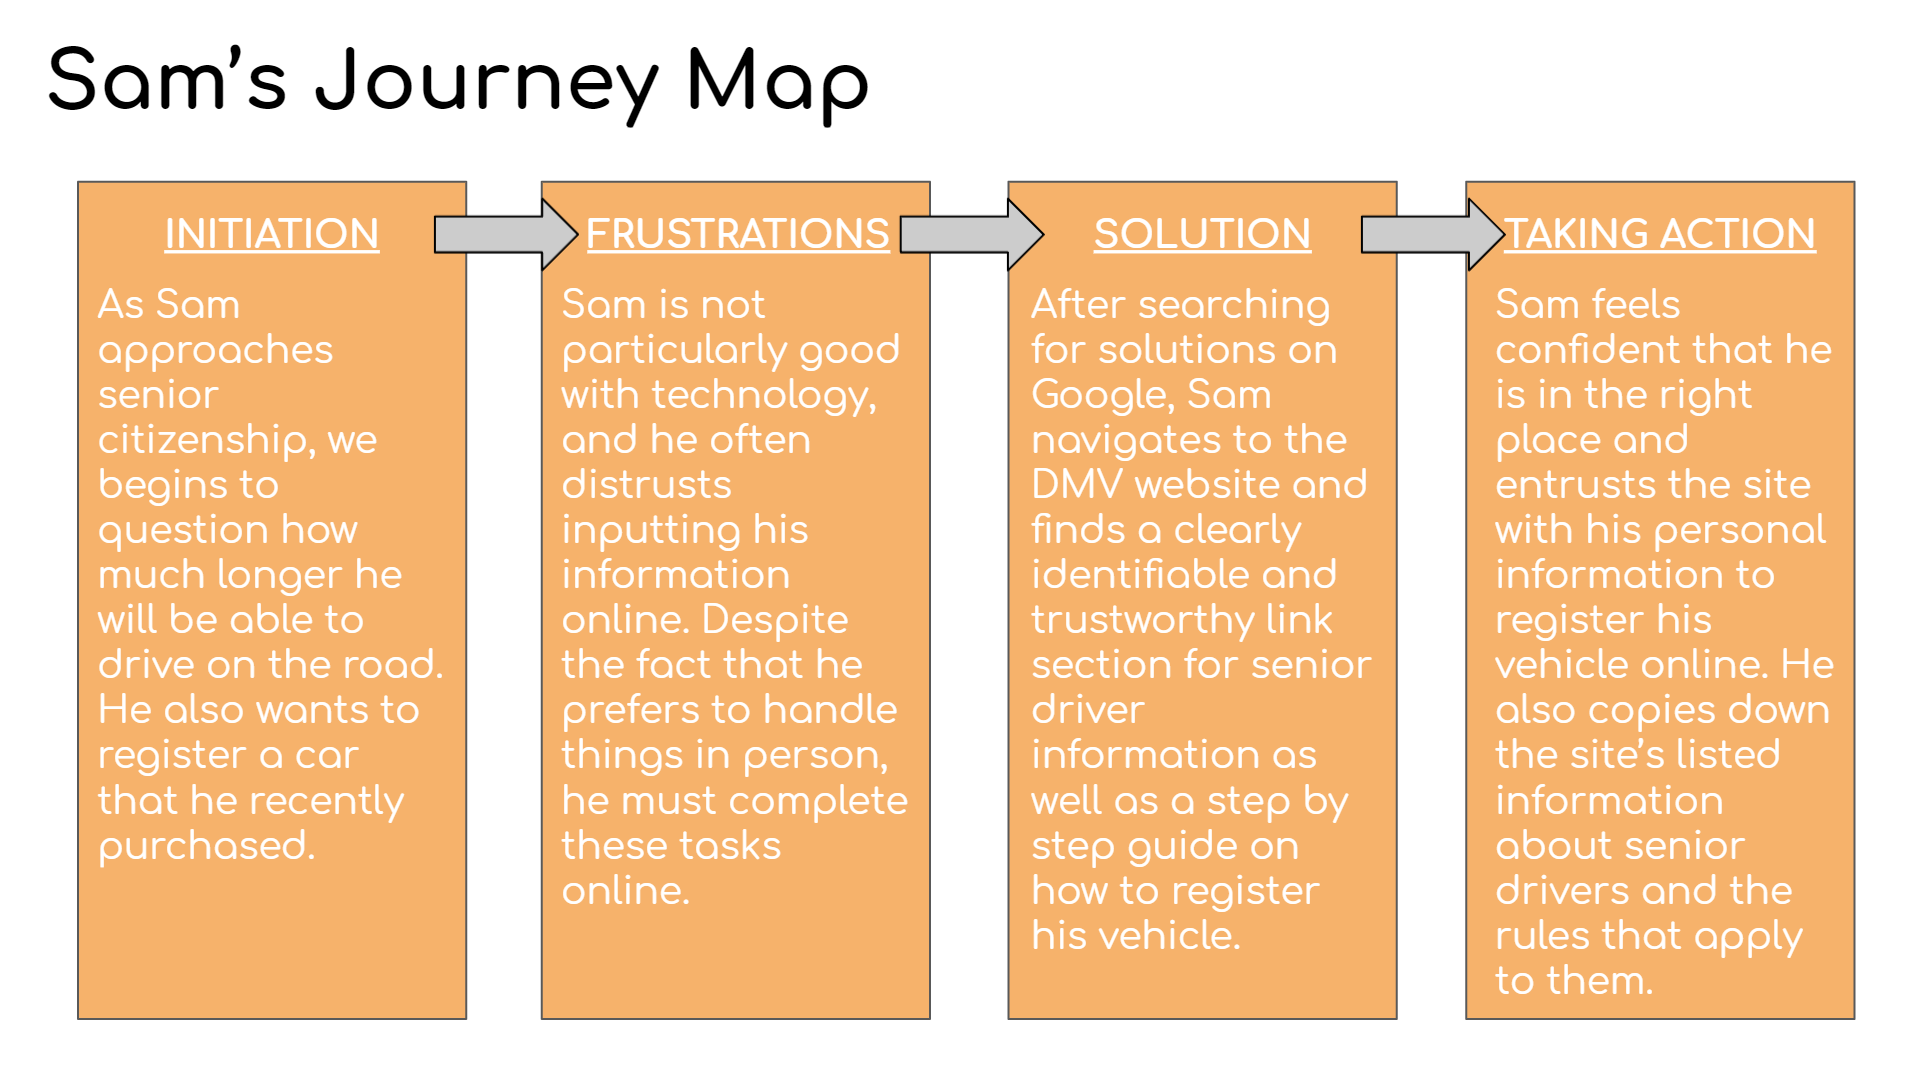 Sam’s Journey Map
INITIATION
As Sam
approaches
senior
citizenship, we
begins to
question how
much longer he
will be able to
drive on the road.
He also wants to
register a car
that he recently
purchased.
FRUSTRATIONS
Sam is not
particularly good
with technology,
and he often
distrusts
inputting his
information
online. Despite
the fact that he
prefers to handle
things in person,
he must complete
these tasks
online.
SOLUTION
After searching
for solutions on
Google, Sam
navigates to the
DMV website and
finds a clearly
identifiable and
trustworthy link
section for senior
driver
information as
well as a step by
step guide on
how to register
his vehicle.
TAKING ACTION
Sam feels
confident that he
is in the right
place and
entrusts the site
with his personal
information to
register his
vehicle online. He
also copies down
the site’s listed
information
about senior
drivers and the
rules that apply
to them.